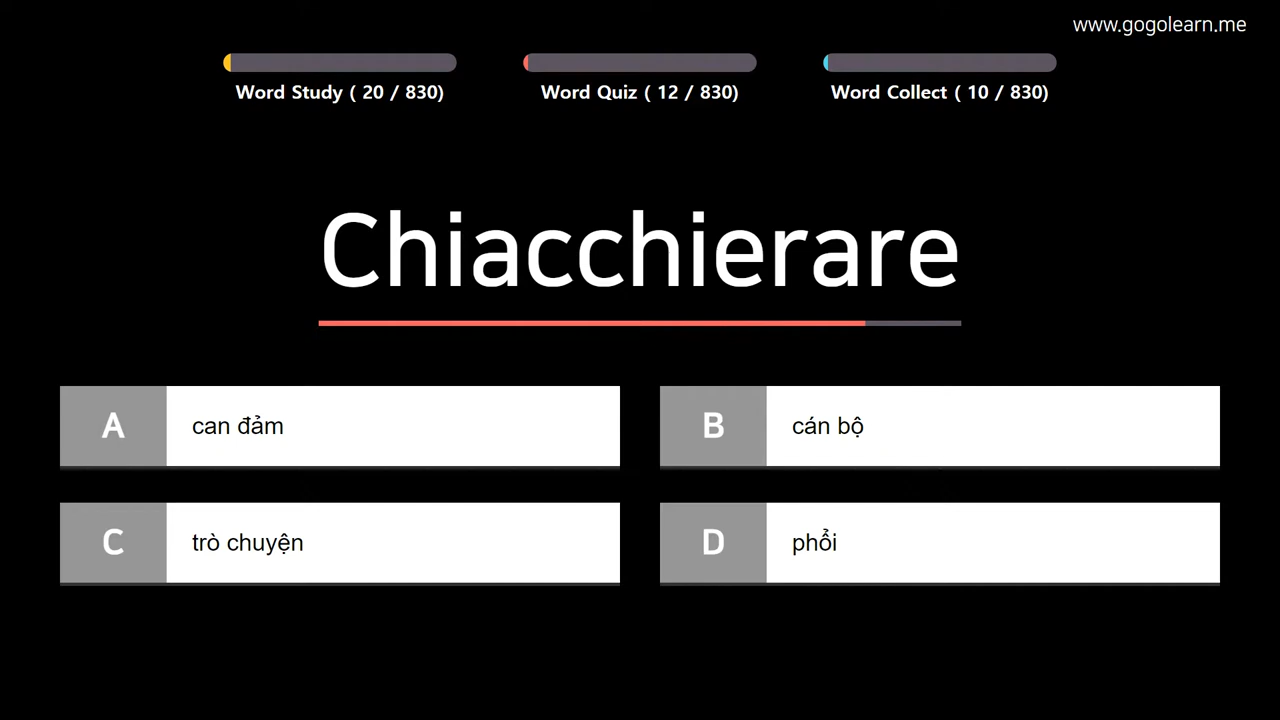 www.gogolearn.me
Word Study ( 20 / 830)
Word Quiz ( 12 / 830)
Word Collect ( 10 / 830)
Chiacchierare
A can đảm
B cán bộ
C trò chuyện
D phổi